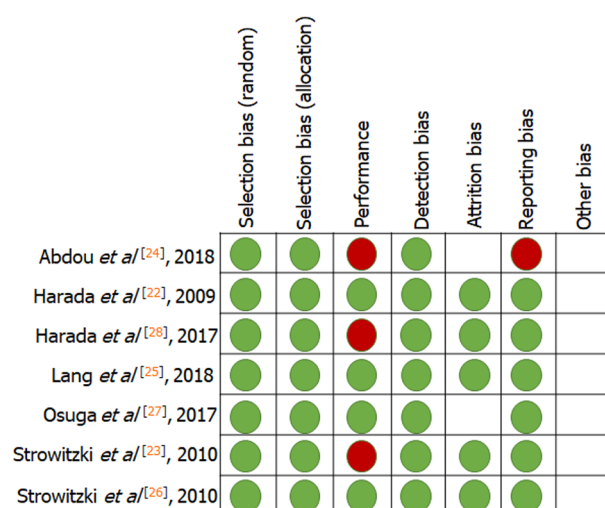 Selection bias (random)
Selection bias (allocation)
Performance
Detection bias
Attrition bias
Reporting bias
Other bias
Abdou et al[24], 2018
Harada et al[22], 2009
Harada et al[28], 2017
Lang et al[25], 2018
Osuga et al[27], 2017
Strowitzki et al[23], 2010
Strowitzki et al[26], 2010